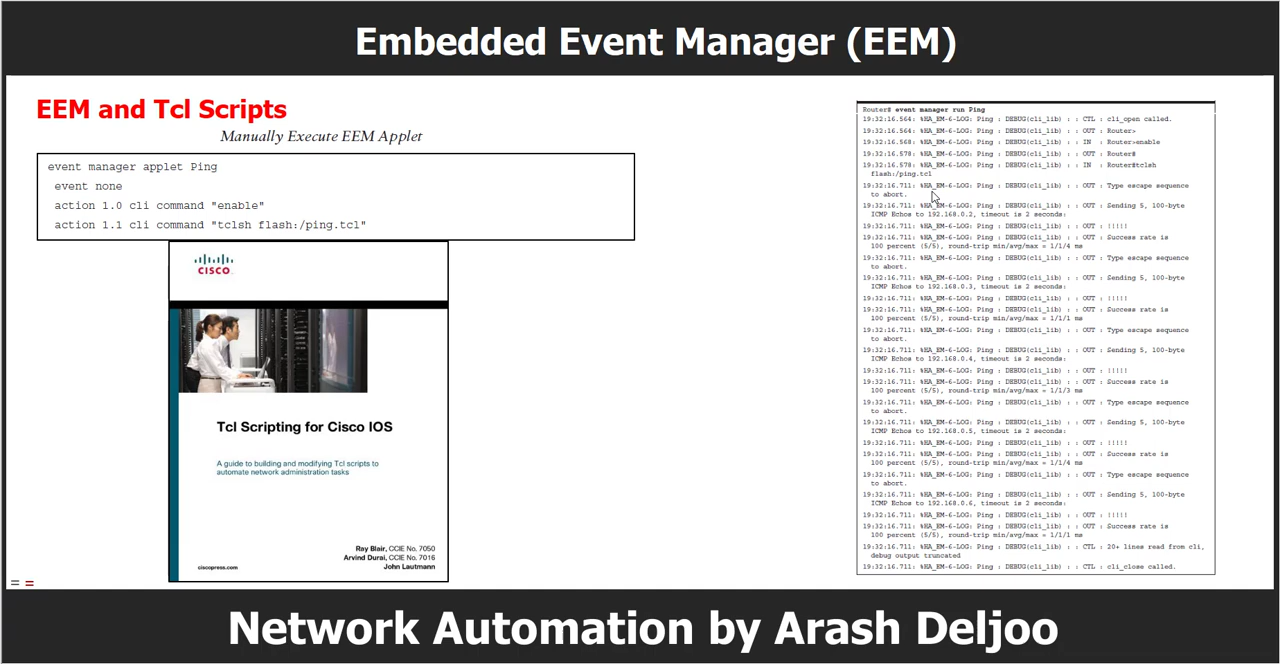 Embedded Event Manager (EEM)
EEM and Tcl Scripts
Manually Execute EEM Applet
event manager applet Ping
event none
action 1.0 cli command "enable"
action 1.1 cli command "tclsh flash:/ping.tcl"
CISCO
Tcl Scripting for Cisco IOS
A guide to building and modifying Tcl scripts to
automate network administration tasks
Ray Blair, CCIE No. 7050
Arvind Durai, CCIE No. 7016
John Lautmann
ciscopress.com
Router# event manager run Ping
19:32:16.564: %HA_EM-6-LOG: Ping : DEBUG(cli_lib) : : CTL : cli_open called.
19:32:16.564: %HA_EM-6-LOG: Ping : DEBUG(cli_lib) : : OUT : Router>
19:32:16.568: %HA_EM-6-LOG: Ping : DEBUG(cli_lib) : : IN : Router>enable
19:32:16.578: %HA_EM-6-LOG: Ping : DEBUG(cli_lib) : : OUT : Router#
19:32:16.578: %HA_EM-6-LOG: Ping : DEBUG(cli_lib) : : IN : Router#tclsh
flash:/ping.tcl
19:32:16.711: %HA_EM-6-LOG: Ping : DEBUG(cli_lib) : : OUT : Type escape sequence
to abort.
19:32:16.711: %HA_EM-6-LOG: Ping : DEBUG(cli_lib) : : OUT : Sending 5, 100-byte
ICMP Echos to 192.168.0.2, timeout is 2 seconds:
19:32:16.711: %HA_EM-6-LOG: Ping : DEBUG(cli_lib) : : OUT : !!!!!
19:32:16.711: %HA_EM-6-LOG: Ping : DEBUG(cli_lib) : : OUT : Success rate is
100 percent (5/5), round-trip min/avg/max = 1/1/4 ms
19:32:16.711: %HA_EM-6-LOG: Ping : DEBUG(cli_lib) : : OUT : Type escape sequence
to abort.
19:32:16.711: %HA_EM-6-LOG: Ping : DEBUG(cli_lib) : : OUT : Sending 5, 100-byte
ICMP Echos to 192.168.0.3, timeout is 2 seconds:
19:32:16.711: %HA_EM-6-LOG: Ping : DEBUG(cli_lib) : : OUT : !!!!!
19:32:16.711: %HA_EM-6-LOG: Ping : DEBUG(cli_lib) : : OUT : Success rate is
100 percent (5/5), round-trip min/avg/max = 1/1/1 ms
19:32:16.711: %HA_EM-6-LOG: Ping : DEBUG(cli_lib) : : OUT : Type escape sequence
to abort.
19:32:16.711: %HA_EM-6-LOG: Ping : DEBUG(cli_lib) : : OUT : Sending 5, 100-byte
ICMP Echos to 192.168.0.4, timeout is 2 seconds:
19:32:16.711: %HA_EM-6-LOG: Ping : DEBUG(cli_lib) : : OUT : !!!!!
19:32:16.711: %HA_EM-6-LOG: Ping : DEBUG(cli_lib) : : OUT : Success rate is
100 percent (5/5), round-trip min/avg/max = 1/1/3 ms
19:32:16.711: %HA_EM-6-LOG: Ping : DEBUG(cli_lib) : : OUT : Type escape sequence
to abort.
19:32:16.711: %HA_EM-6-LOG: Ping : DEBUG(cli_lib) : : OUT : Sending 5, 100-byte
ICMP Echos to 192.168.0.5, timeout is 2 seconds:
19:32:16.711: %HA_EM-6-LOG: Ping : DEBUG(cli_lib) : : OUT : !!!!!
19:32:16.711: %HA_EM-6-LOG: Ping : DEBUG(cli_lib) : : OUT : Success rate is
100 percent (5/5), round-trip min/avg/max = 1/1/4 ms
19:32:16.711: %HA_EM-6-LOG: Ping : DEBUG(cli_lib) : : OUT : Type escape sequence
to abort.
19:32:16.711: %HA_EM-6-LOG: Ping : DEBUG(cli_lib) : : OUT : Sending 5, 100-byte
ICMP Echos to 192.168.0.6, timeout is 2 seconds:
19:32:16.711: %HA_EM-6-LOG: Ping : DEBUG(cli_lib) : : OUT : !!!!!
19:32:16.711: %HA_EM-6-LOG: Ping : DEBUG(cli_lib) : : OUT : Success rate is
100 percent (5/5), round-trip min/avg/max = 1/1/1 ms
19:32:16.711: %HA_EM-6-LOG: Ping : DEBUG(cli_lib) : : CTL : 20+ lines read from cli,
debug output truncated
19:32:16.711: %HA_EM-6-LOG: Ping : DEBUG(cli_lib) : : CTL : cli_close called.
Network Automation by Arash Deljoo